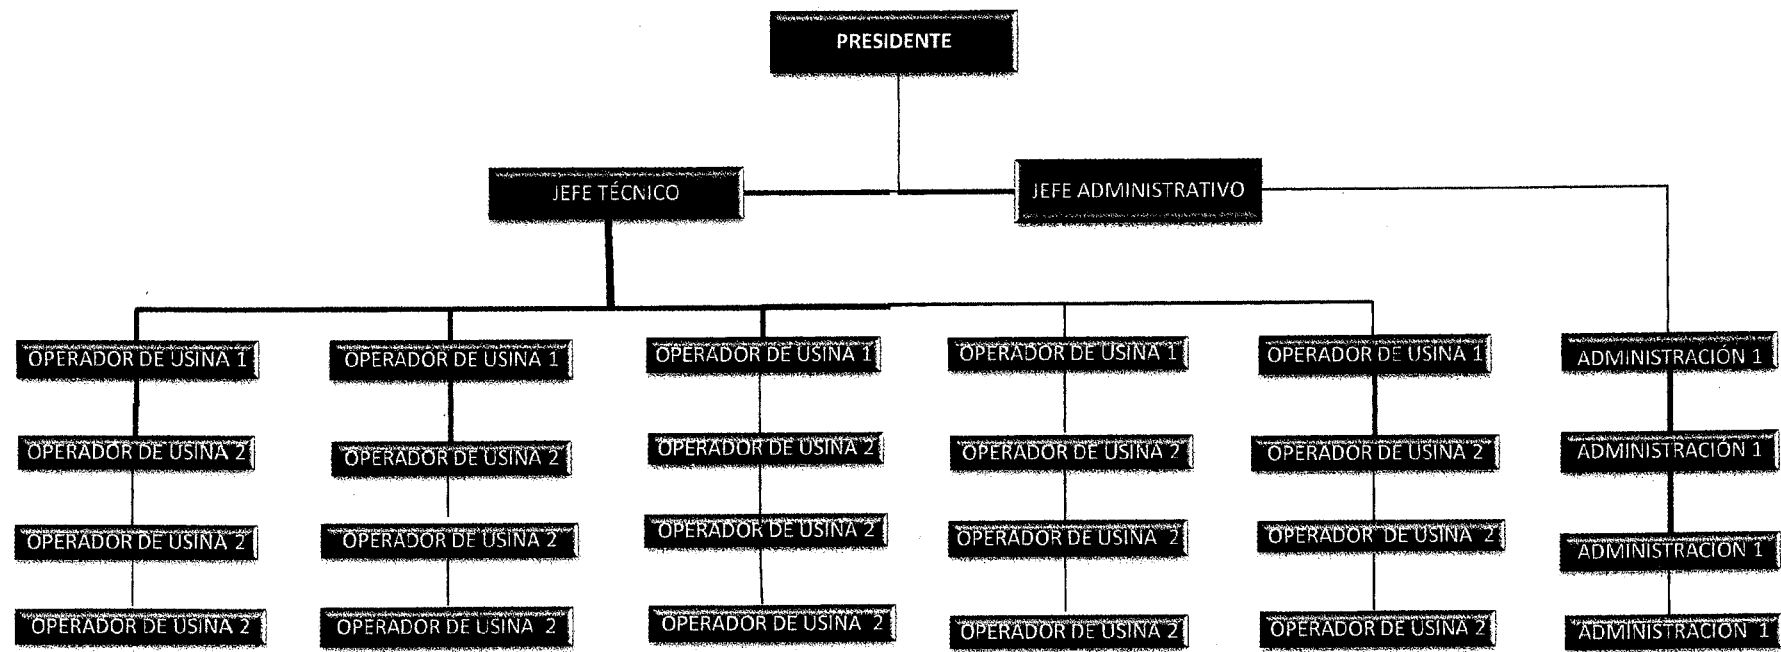 PRESIDENTE
JEFE TÉCNICO
JEFE ADMINISTRATIVO
OPERADOR DE USINA 1
OPERADOR DE USINA 1
OPERADOR DE USINA 1
OPERADOR DE USINA 1
OPERADOR DE USINA 1
ADMINISTRACIÓN 1
OPERADOR DE USINA 2
OPERADOR DE USINA 2
OPERADOR DE USINA 2
OPERADOR DE USINA 2
OPERADOR DE USINA 2
ADMINISTRACIÓN 1
OPERADOR DE USINA 2
OPERADOR DE USINA 2
OPERADOR DE USINA 2
OPERADOR DE USINA 2
OPERADOR DE USINA 2
ADMINISTRACIÓN 1
OPERADOR DE USINA 2
OPERADOR DE USINA 2
OPERADOR DE USINA 2
OPERADOR DE USINA 2
OPERADOR DE USINA 2
ADMINISTRACIÓN 1